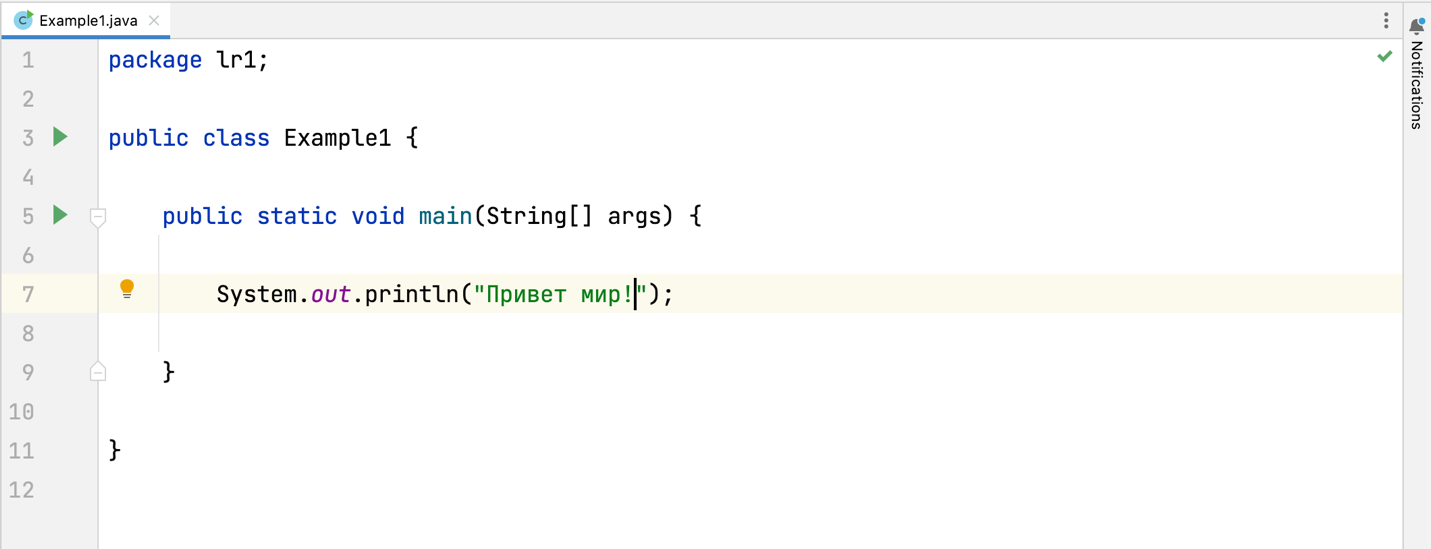 Example1.java
1 package lr1;
2
3 public class Example1 {
4
5 public static void main(String[] args) {
6
7 System.out.println("Привет мир!");
8
9 }
10
11 }
12
Notifications